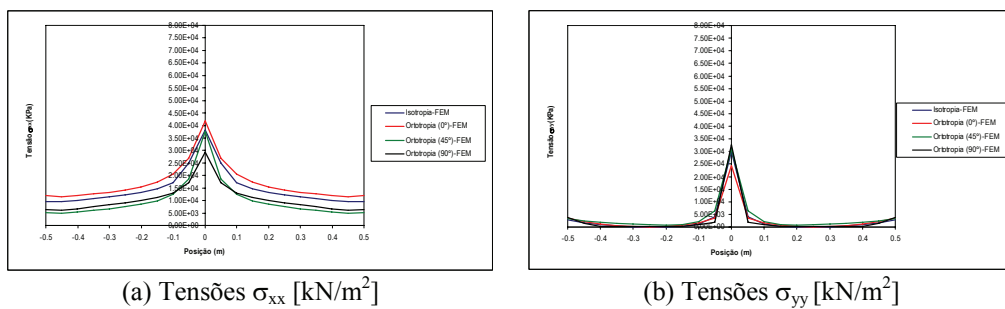 8.00E+04
7.50E+04
7.00E+04
6.50E+04
6.00E+04
5.50E+04
5.00E+04
4.50E+04
4.00E+04
3.50E+04
3.00E+04
2.50E+04
2.00E+04
1.50E+04
1.00E+04
5.00E+03
0.00E+00
-0.5 -0.4 -0.3 -0.2 -0.1 0 0.1 0.2 0.3 0.4 0.5
Posição (m)
Isotropia-FEM
Ortotropia (0º)-FEM
Ortotropia (45º)-FEM
Ortotropia (90º)-FEM
(a) Tensões σxx [kN/m²]
8.00E+04
7.50E+04
7.00E+04
6.50E+04
6.00E+04
5.50E+04
5.00E+04
4.50E+04
4.00E+04
3.50E+04
3.00E+04
2.50E+04
2.00E+04
1.50E+04
1.00E+04
5.00E+03
0.00E+00
-0.5 -0.4 -0.3 -0.2 -0.1 0 0.1 0.2 0.3 0.4 0.5
Posição (m)
Isotropia-FEM
Ortotropia (0º)-FEM
Ortotropia (45º)-FEM
Ortotropia (90º)-FEM
(b) Tensões σyy [kN/m²]